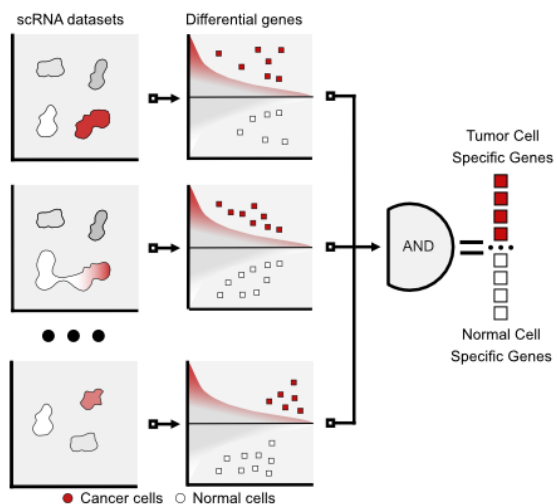 scRNA datasets
Differential genes
Tumor Cell
Specific Genes
AND
Normal Cell
Specific Genes
Cancer cells
Normal cells